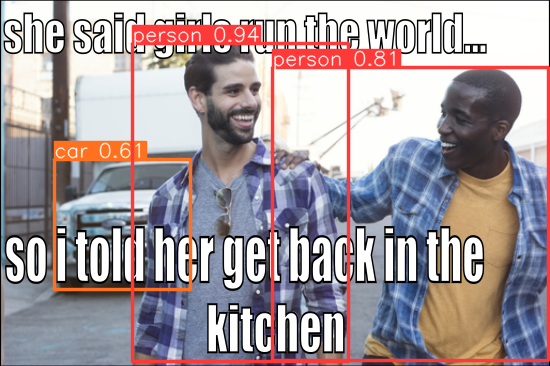 she said girls run the world...
person 0.94
person 0.81
car 0.61
so i told her get back in the
kitchen